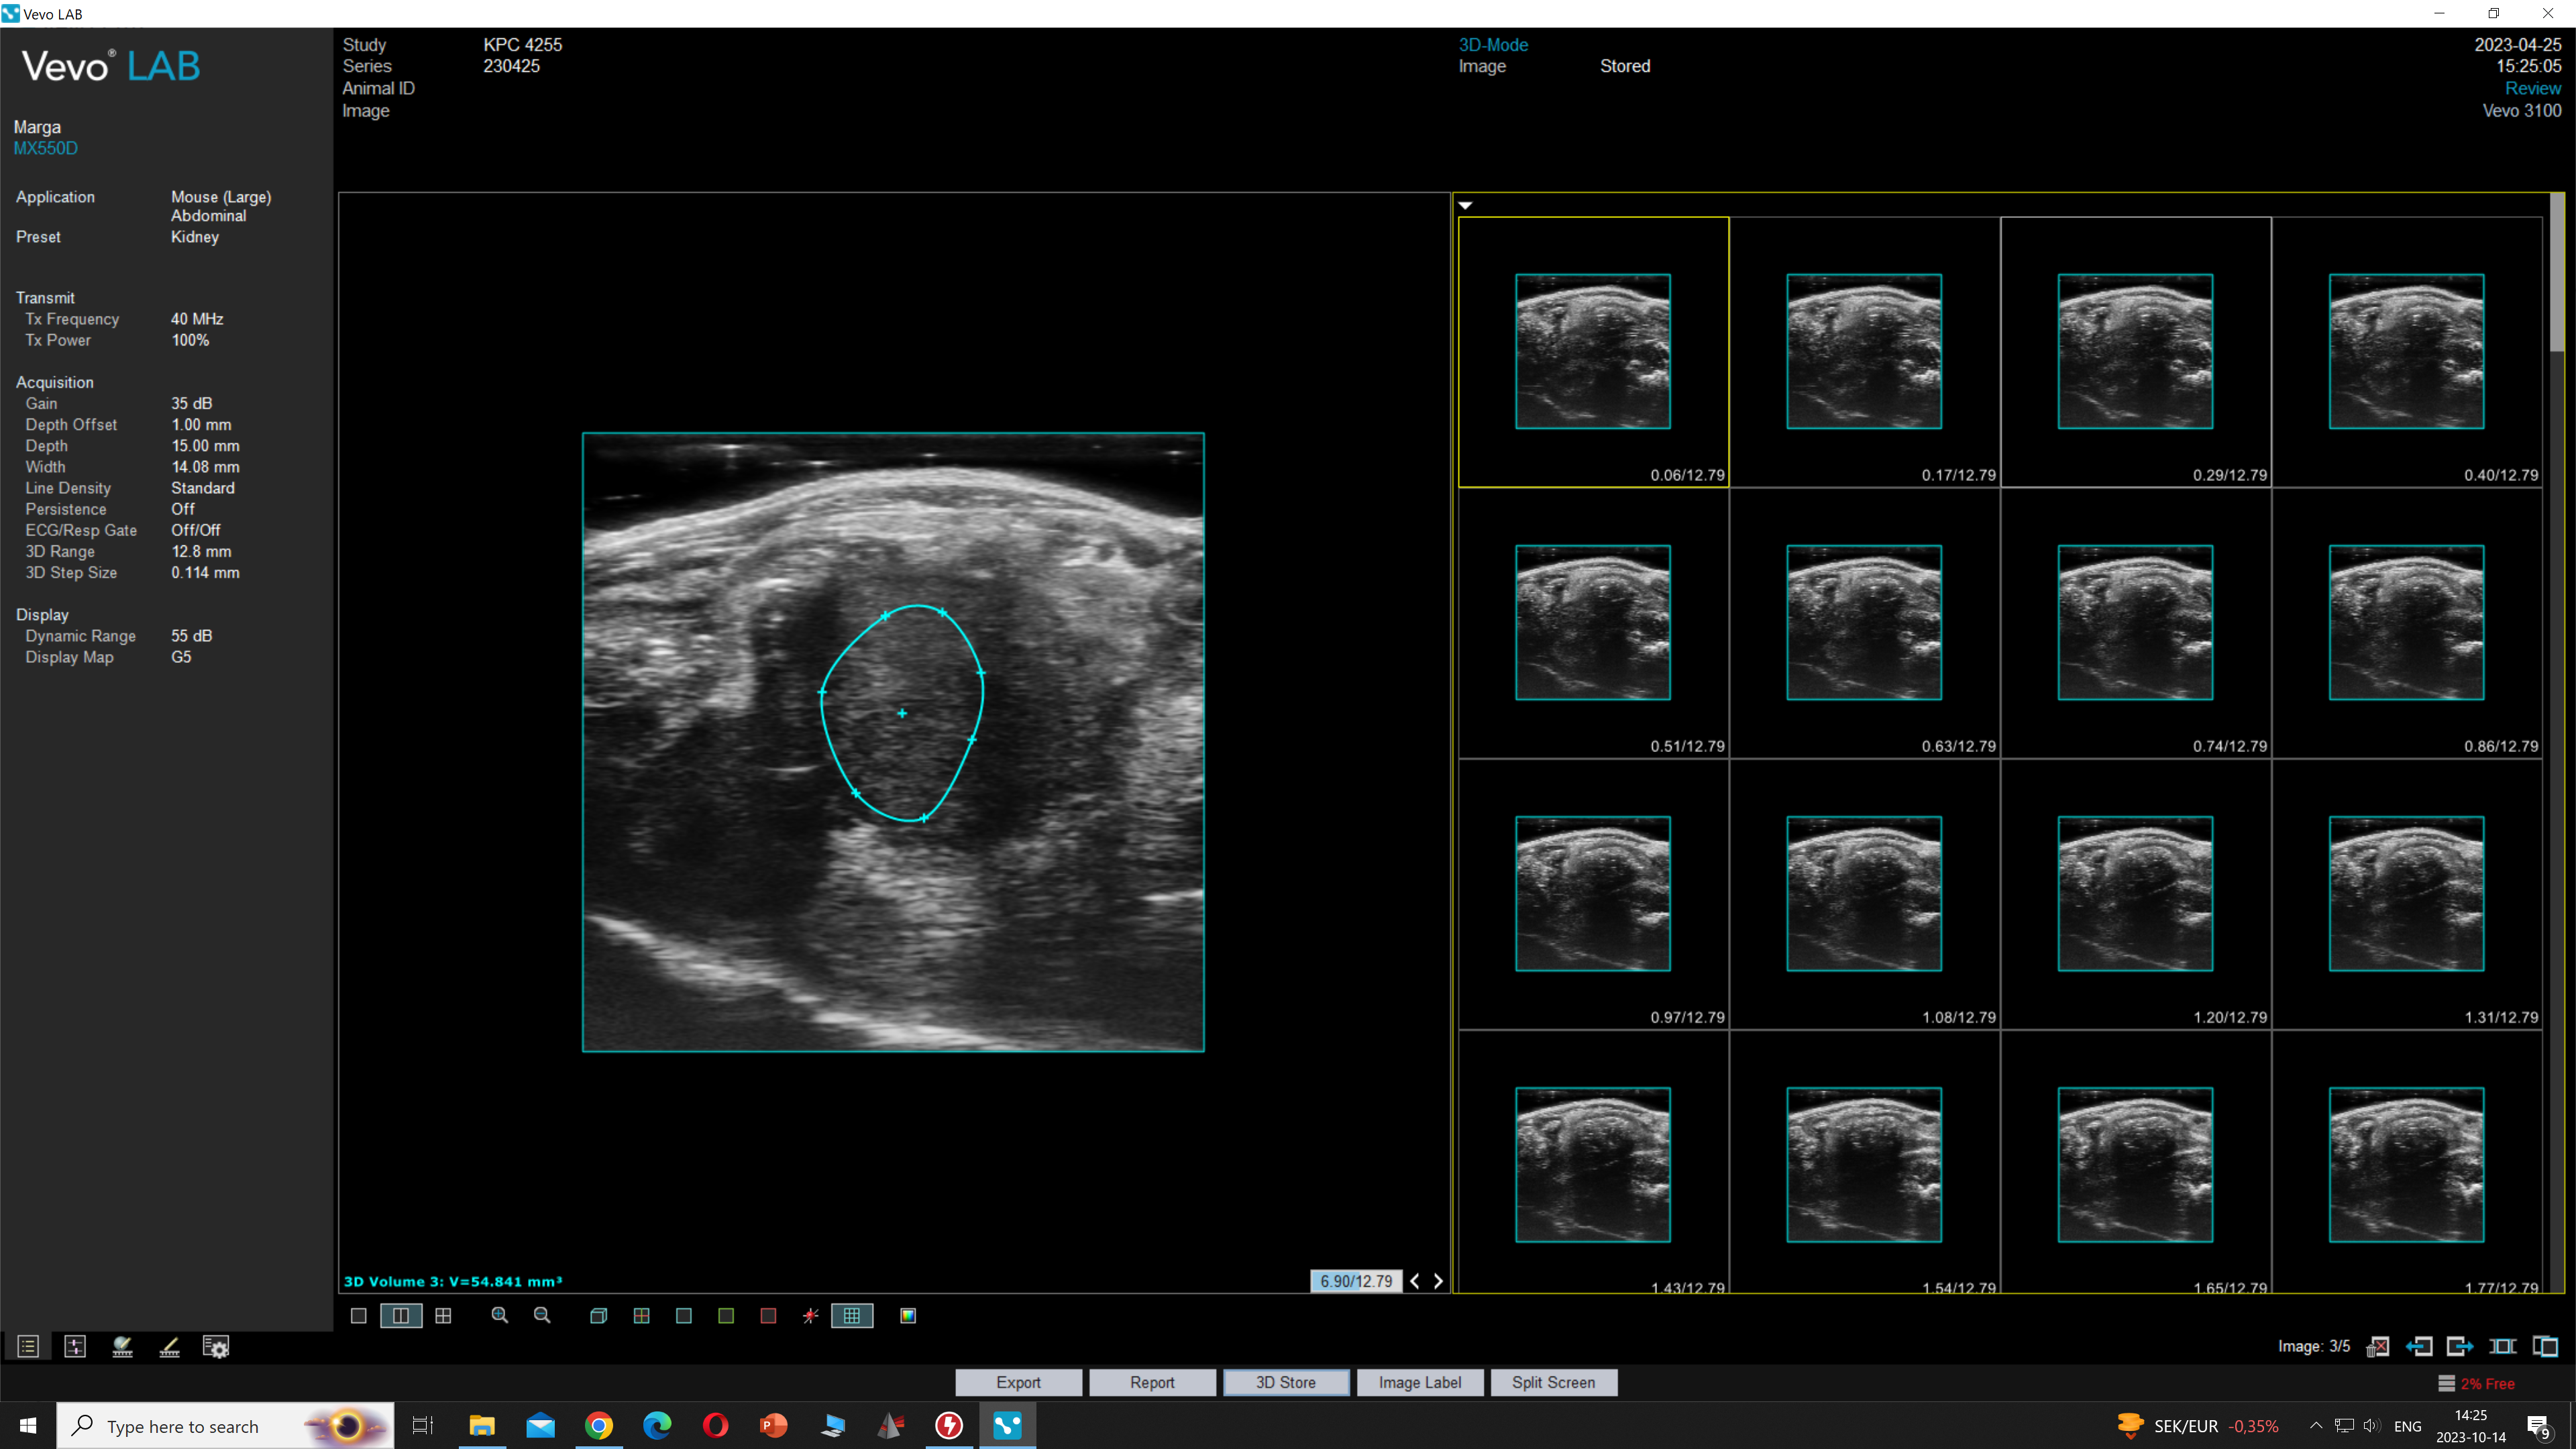 Vevo LAB
Vevo® LAB
Marga
MX550D
Application Mouse (Large)
Abdominal
Preset Kidney
Transmit
Tx Frequency 40 MHz
Tx Power 100%
Acquisition
Gain 35 dB
Depth Offset 1.00 mm
Depth 15.00 mm
Width 14.08 mm
Line Density Standard
Persistence Off
ECG/Resp Gate Off/Off
3D Range 12.8 mm
3D Step Size 0.114 mm
Display
Dynamic Range 55 dB
Display Map G5
Study KPC 4255
Series 230425
Animal ID
Image
3D-Mode
Image Stored
2023-04-25
15:25:05
Review
Vevo 3100
0.06/12.79 0.17/12.79 0.29/12.79 0.40/12.79
0.51/12.79 0.63/12.79 0.74/12.79 0.86/12.79
0.97/12.79 1.08/12.79 1.20/12.79 1.31/12.79
1.43/12.79 1.54/12.79 1.65/12.79 1.77/12.79
3D Volume 3: V=54.841 mm³
6.90/12.79
Image: 3/5
Export Report 3D Store Image Label Split Screen
2% Free
Type here to search
P
SEK/EUR -0,35%
ENG
14:25
2023-10-14
9